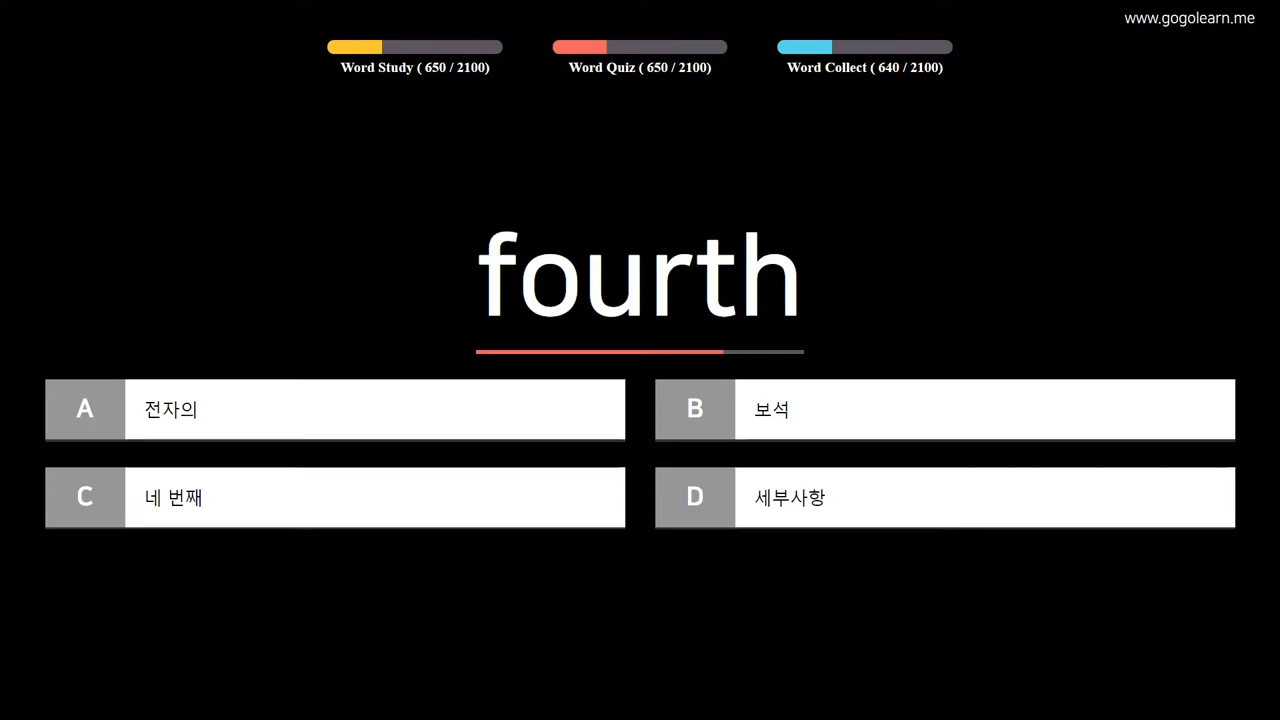 www.gogolearn.me
Word Study ( 650 / 2100)
Word Quiz ( 650 / 2100)
Word Collect ( 640 / 2100)
fourth
A 전자의
B 보석
C 네 번째
D 세부사항